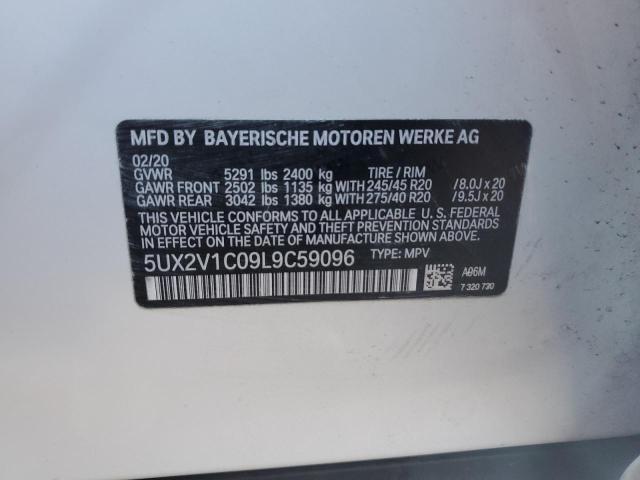 MFD BY BAYERISCHE MOTOREN WERKE AG
02/20
GVWR 5291 lbs 2400 kg TIRE / RIM
GAWR FRONT 2502 lbs 1135 kg WITH 245/45 R20 /8.0J x 20
GAWR REAR 3042 lbs 1380 kg WITH 275/40 R20 /9.5J x 20
THIS VEHICLE CONFORMS TO ALL APPLICABLE U. S. FEDERAL
MOTOR VEHICLE SAFETY AND THEFT PREVENTION STANDARDS
IN EFFECT ON THE DATE OF MANUFACTURE SHOWN ABOVE.
5UX2V1C09L9C59096 TYPE: MPV
A96M
7 320 730